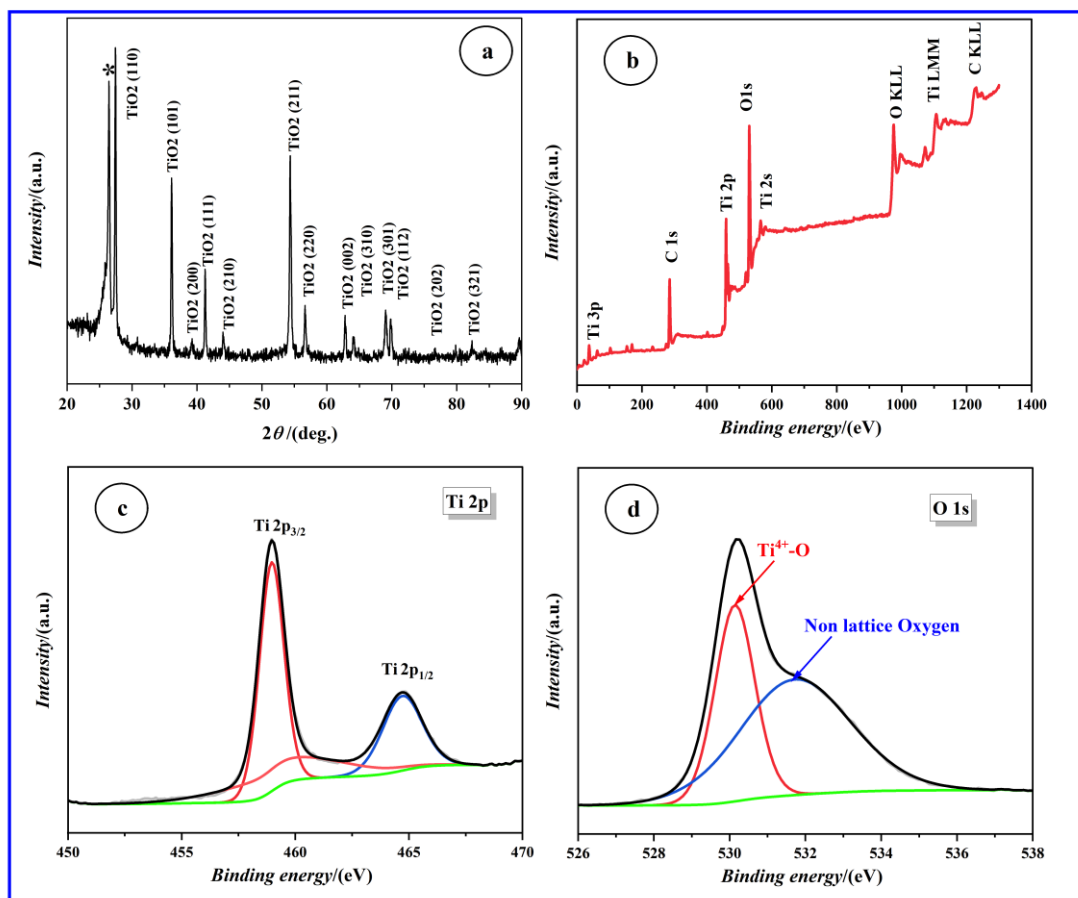 a
*
TiO2 (110)
TiO2 (101)
TiO2 (200)
TiO2 (111)
TiO2 (210)
TiO2 (211)
TiO2 (220)
TiO2 (002)
TiO2 (310)
TiO2 (301)
TiO2 (112)
TiO2 (202)
TiO2 (321)
Intensity/(a.u.)
20 30 40 50 60 70 80 90
2θ/(deg.)
b
Ti 3p
C 1s
Ti 2p
O1s
Ti 2s
O KLL
Ti LMM
C KLL
Intensity/(a.u.)
0 200 400 600 800 1000 1200 1400
Binding energy/(eV)
c
Ti 2p
Ti 2p3/2
Ti 2p1/2
Intensity/(a.u.)
450 455 460 465 470
Binding energy/(eV)
d
O 1s
Ti4+-O
Non lattice Oxygen
Intensity/(a.u.)
526 528 530 532 534 536 538
Binding energy/(eV)